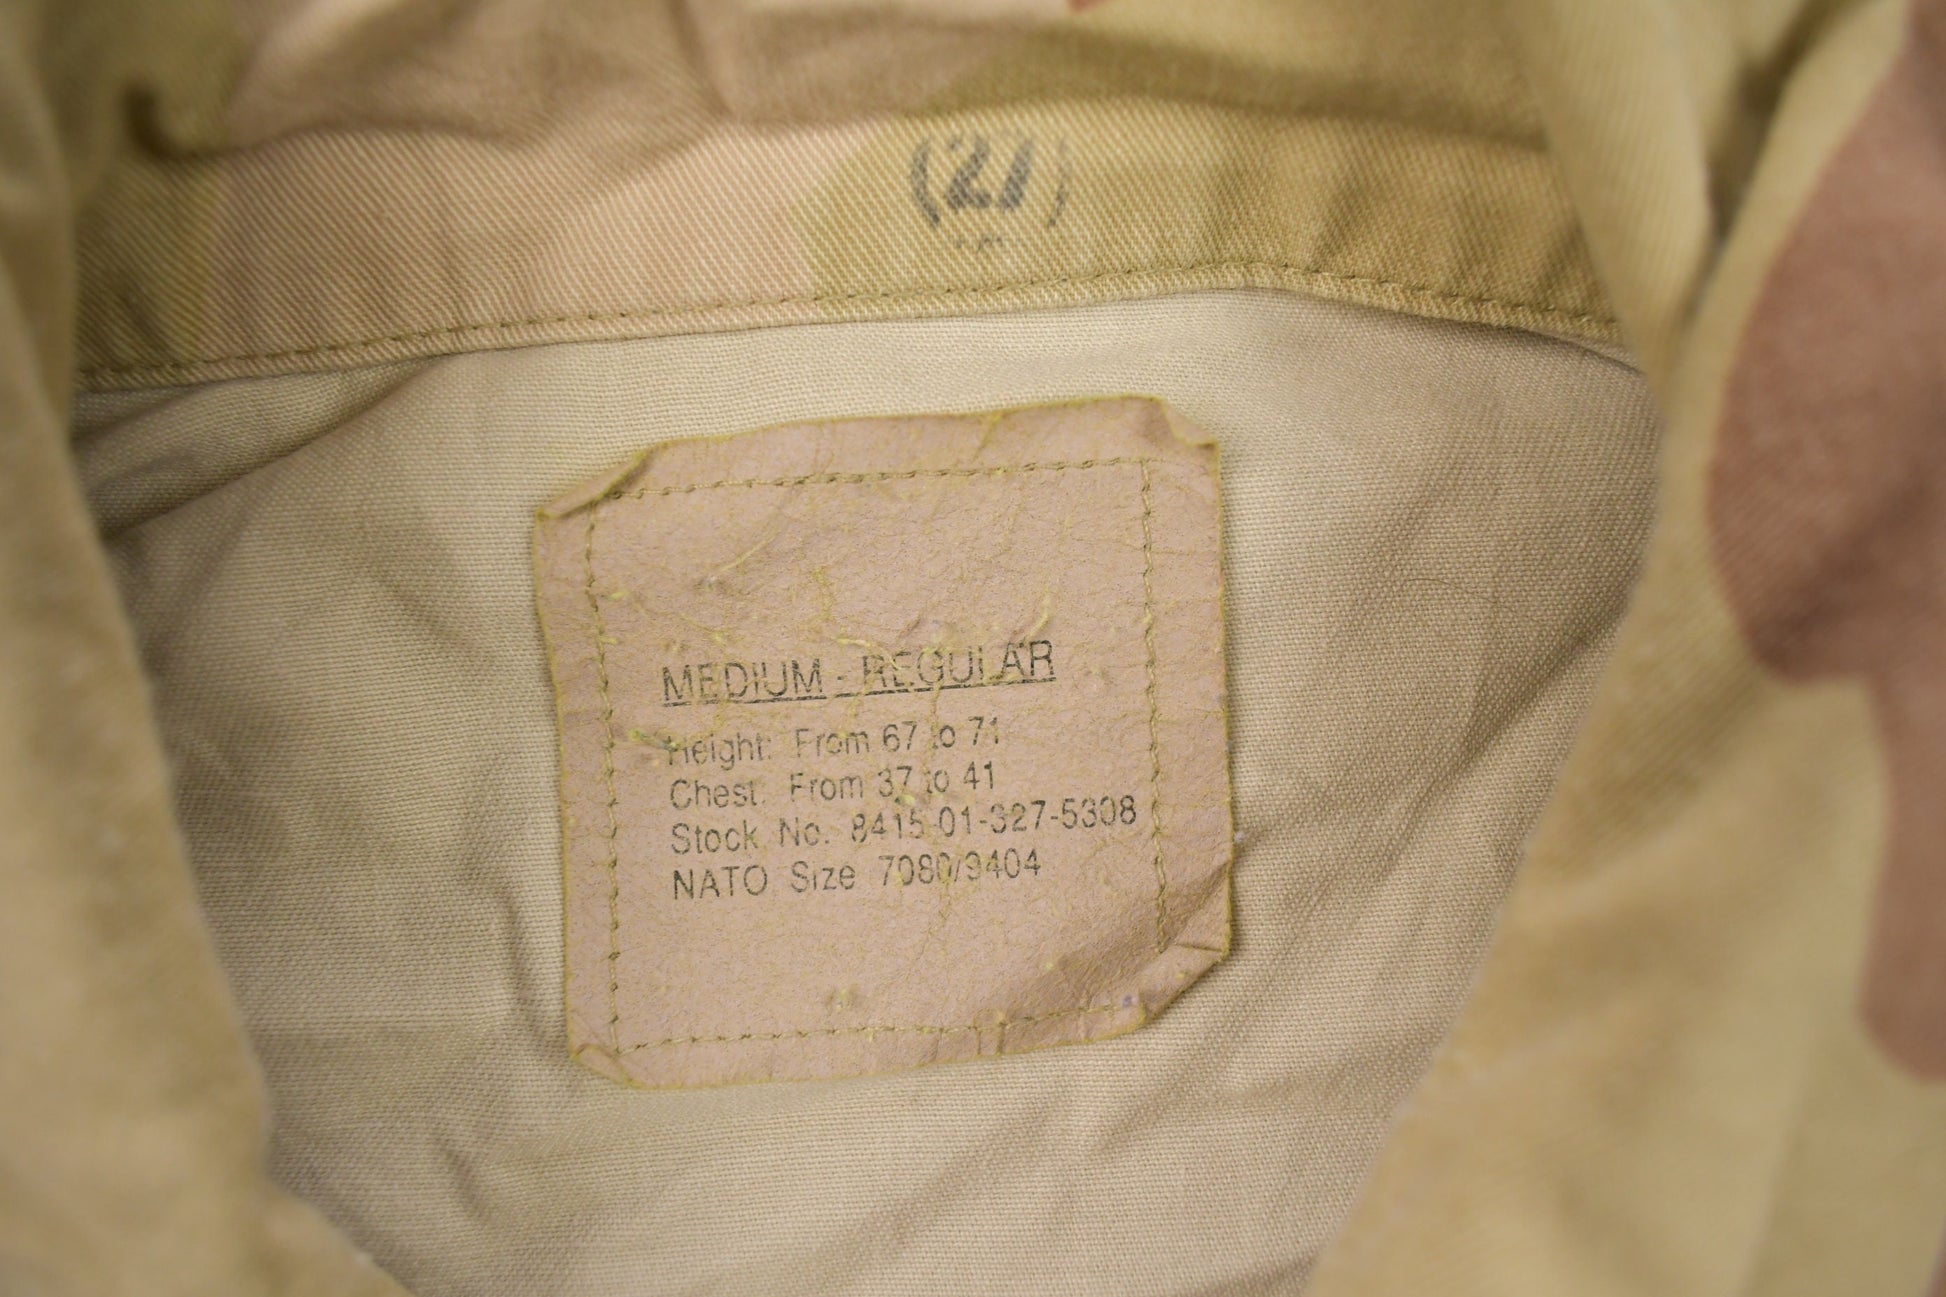 (27)
MEDIUM - REGULAR
Height: From 67 to 71
Chest: From 37 to 41
Stock No. 8415-01-327-5308
NATO Size 7080/9404